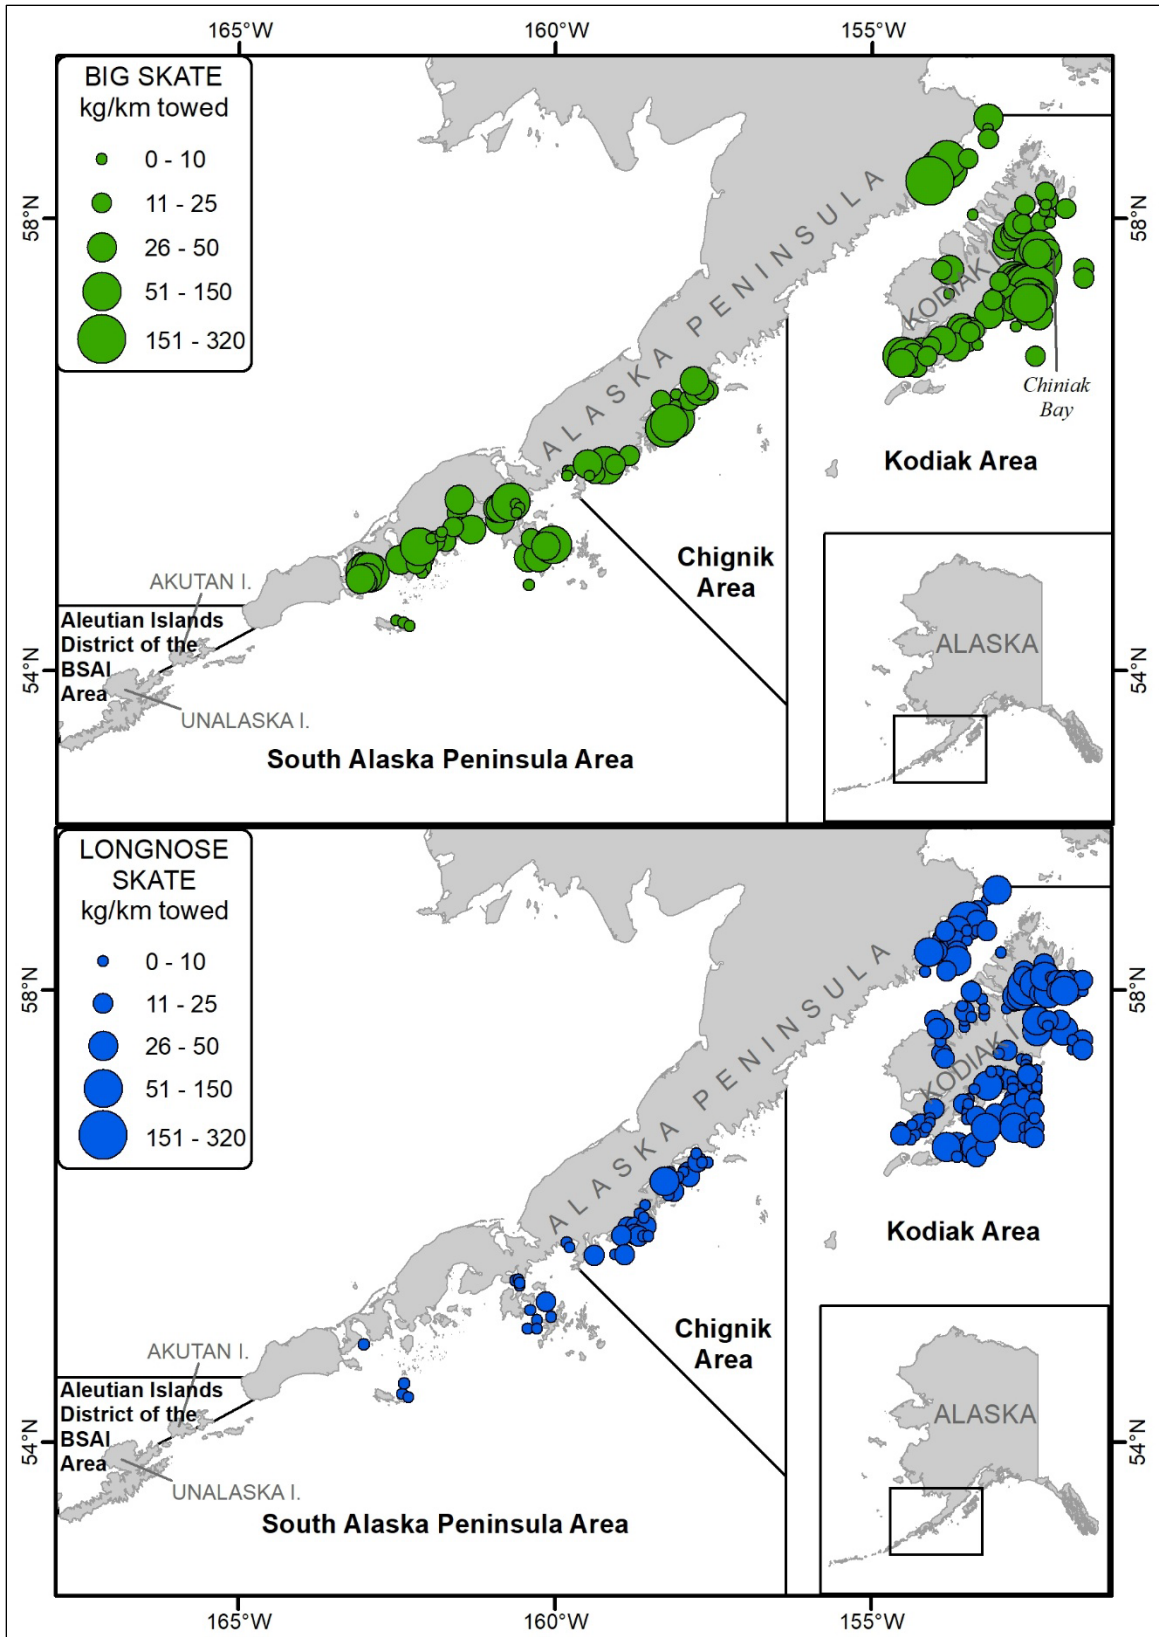 165°W 160°W 155°W
BIG SKATE
kg/km towed
0 - 10
11 - 25
26 - 50
51 - 150
151 - 320
58°N
58°N
ALASKA PENINSULA
KODIAK I.
Chiniak
Bay
Kodiak Area
Chignik
Area
AKUTAN I.
Aleutian Islands
District of the
BSAI
Area
UNALASKA I.
54°N
54°N
South Alaska Peninsula Area
ALASKA
LONGNOSE
SKATE
kg/km towed
0 - 10
11 - 25
26 - 50
51 - 150
151 - 320
58°N
58°N
ALASKA PENINSULA
KODIAK I.
Kodiak Area
Chignik
Area
AKUTAN I.
Aleutian Islands
District of the
BSAI
Area
UNALASKA I.
54°N
54°N
South Alaska Peninsula Area
ALASKA
165°W 160°W 155°W